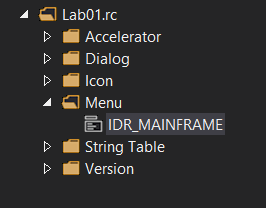 Lab01.rc
Accelerator
Dialog
Icon
Menu
IDR_MAINFRAME
String Table
Version